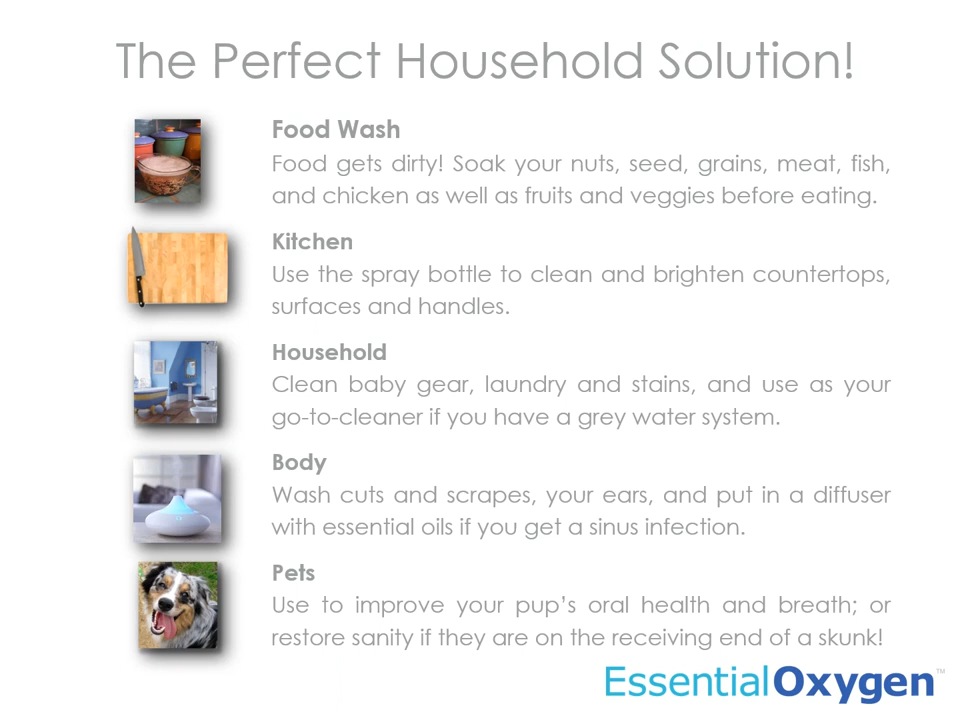 The Perfect Household Solution!
Food Wash
Food gets dirty! Soak your nuts, seed, grains, meat, fish,
and chicken as well as fruits and veggies before eating.
Kitchen
Use the spray bottle to clean and brighten countertops,
surfaces and handles.
Household
Clean baby gear, laundry and stains, and use as your
go-to-cleaner if you have a grey water system.
Body
Wash cuts and scrapes, your ears, and put in a diffuser
with essential oils if you get a sinus infection.
Pets
Use to improve your pup’s oral health and breath; or
restore sanity if they are on the receiving end of a skunk!
EssentialOxygen™